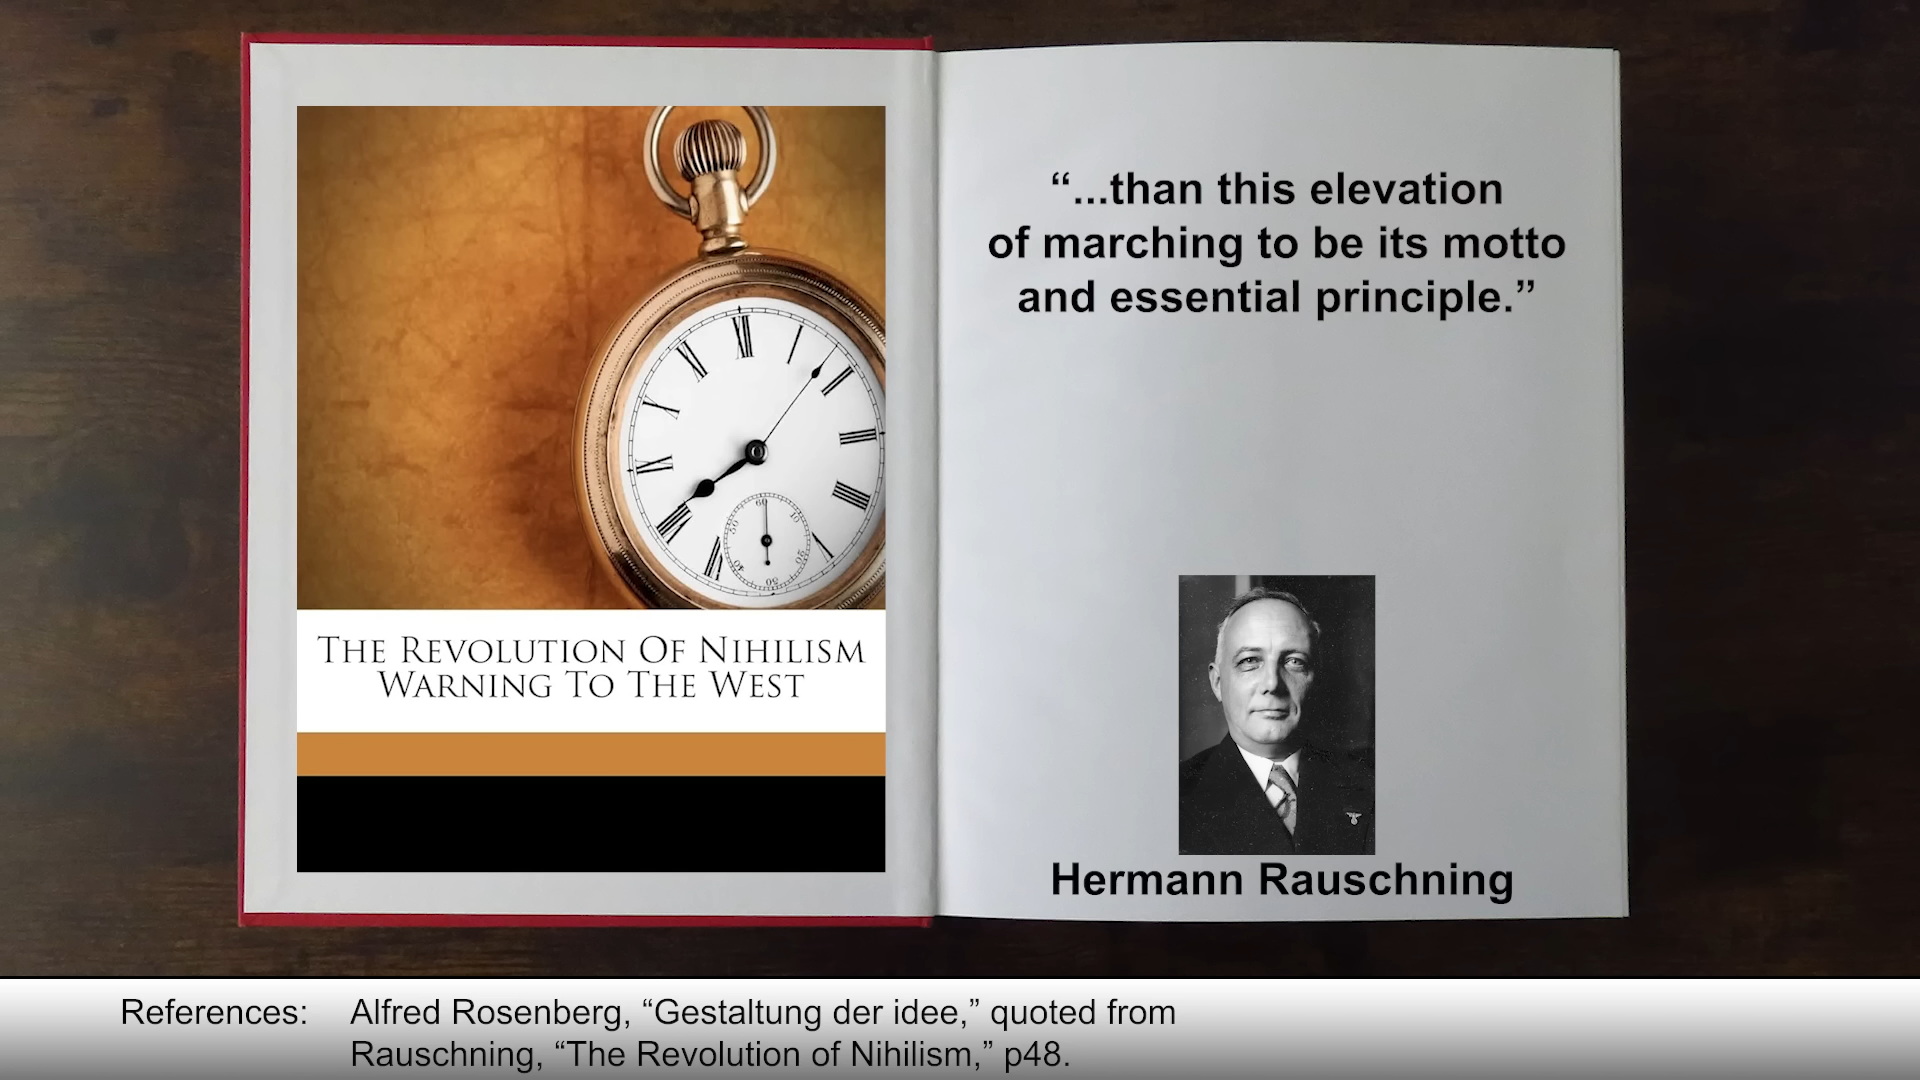 THE REVOLUTION OF NIHILISM
WARNING TO THE WEST
“...than this elevation
of marching to be its motto
and essential principle.”
Hermann Rauschning
References: Alfred Rosenberg, “Gestaltung der idee,” quoted from
Rauschning, “The Revolution of Nihilism,” p48.